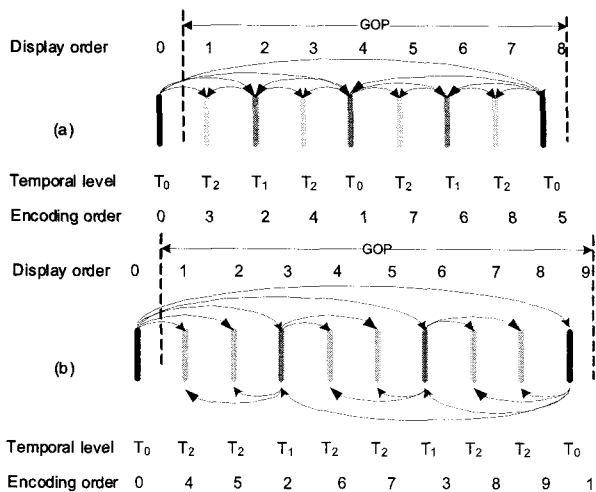 GOP
Display order 0 1 2 3 4 5 6 7 8
(a)
Temporal level T0 T2 T1 T2 T0 T2 T1 T2 T0
Encoding order 0 3 2 4 1 7 6 8 5
GOP
Display order 0 1 2 3 4 5 6 7 8 9
(b)
Temporal level T0 T2 T2 T1 T2 T2 T1 T2 T2 T0
Encoding order 0 4 5 2 6 7 3 8 9 1